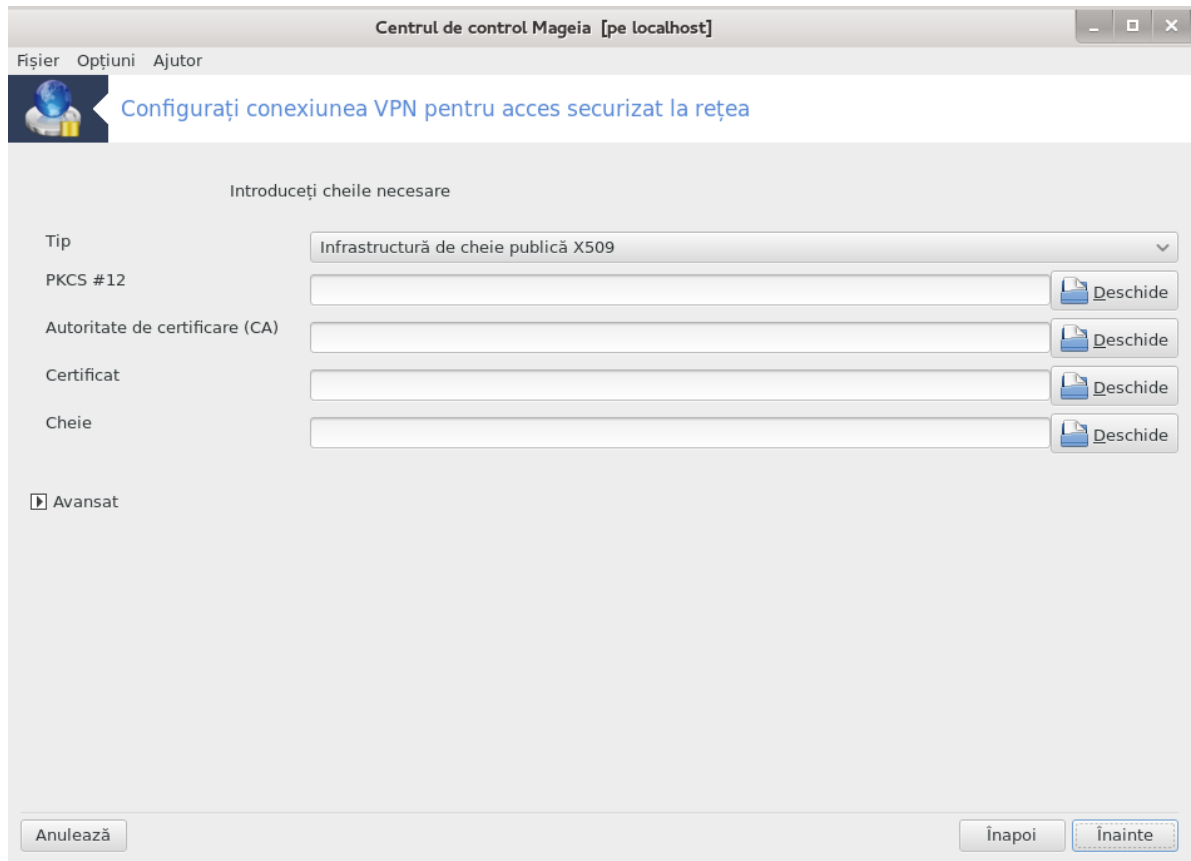 Centrul de control Mageia [pe localhost]
Fișier Opțiuni Ajutor
Configurați conexiunea VPN pentru acces securizat la rețea
Introduceți cheile necesare
Tip
Infrastructură de cheie publică X509
PKCS #12
Deschide
Autoritate de certificare (CA)
Deschide
Certificat
Deschide
Cheie
Deschide
Avansat
Anulează
Înapoi
Înainte